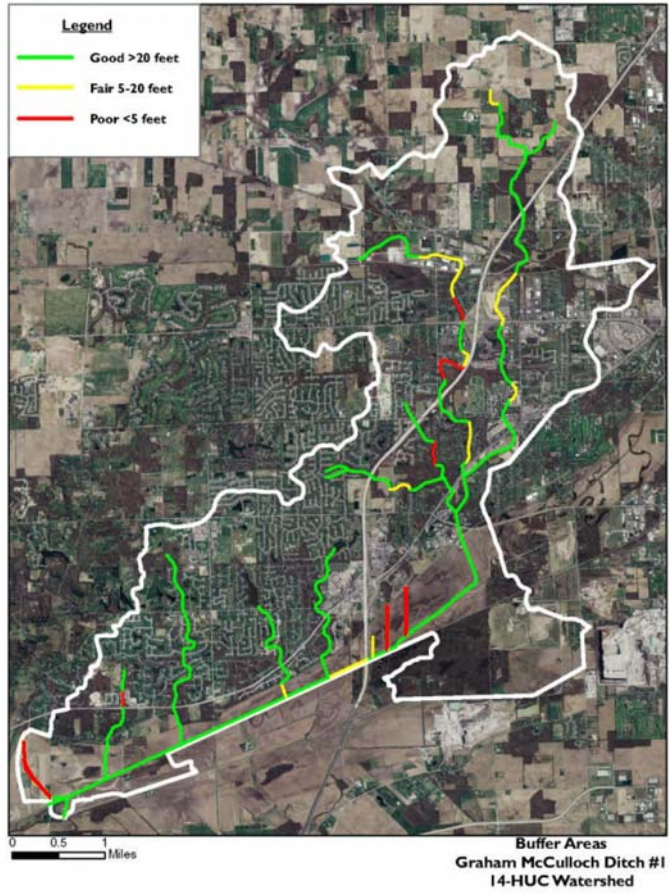 Legend
Good >20 feet
Fair 5-20 feet
Poor <5 feet
0 0.5 1
Miles
Buffer Areas
Graham McCulloch Ditch #1
14-HUC Watershed